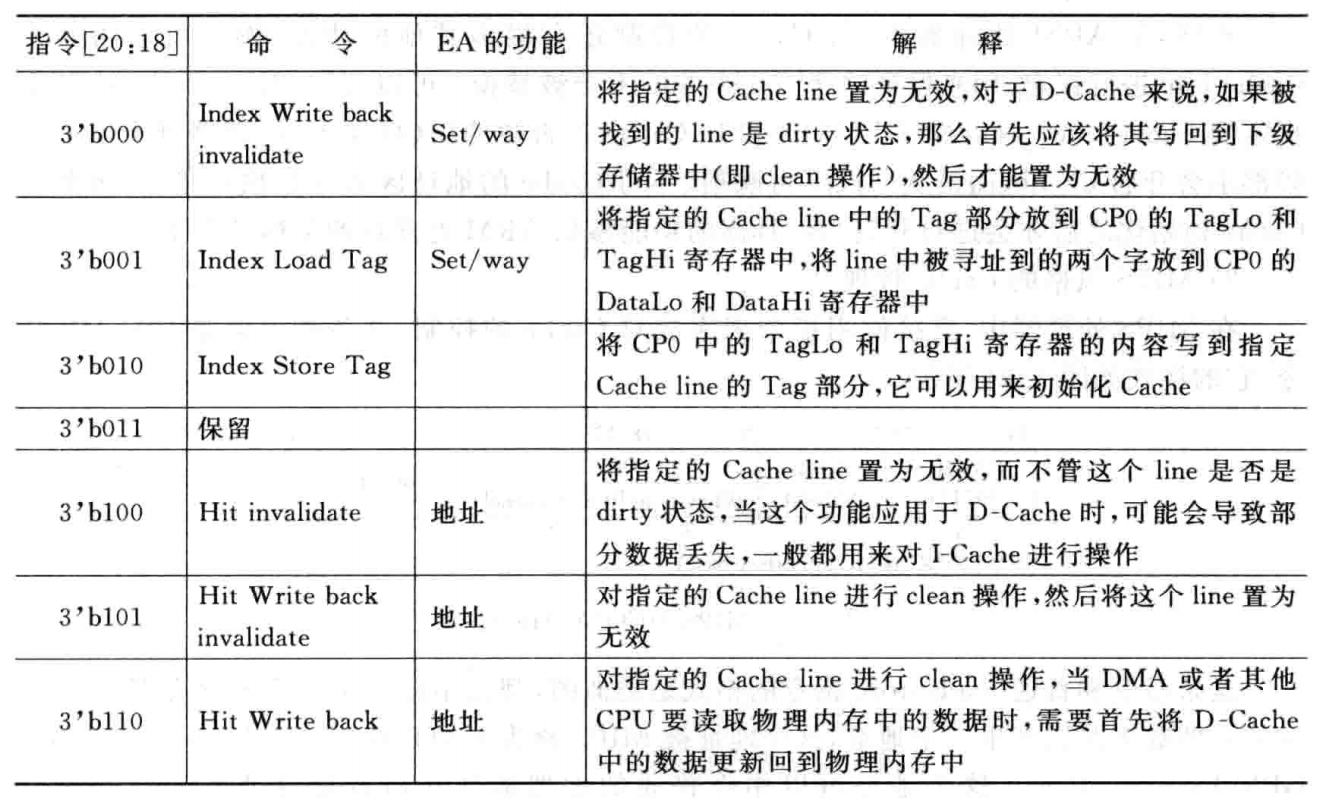 指令[20:18] 命令 EA的功能 解释
3'b000 Index Write back invalidate Set/way 将指定的 Cache line 置为无效,对于 D-Cache 来说,如果被
找到的 line 是 dirty 状态,那么首先应该将其写回到下级
存储器中(即 clean 操作),然后才能置为无效
3'b001 Index Load Tag Set/way 将指定的 Cache line 中的 Tag 部分放到 CP0 的 TagLo 和
TagHi 寄存器中,将 line 中被寻址到的两个字放到 CP0 的
DataLo 和 DataHi 寄存器中
3'b010 Index Store Tag 将 CP0 中的 TagLo 和 TagHi 寄存器的内容写到指定
Cache line 的 Tag 部分,它可以用来初始化 Cache
3'b011 保留
3'b100 Hit invalidate 地址 将指定的 Cache line 置为无效,而不管这个 line 是否是
dirty 状态,当这个功能应用于 D-Cache 时,可能会导致部
分数据丢失,一般都用来对 I-Cache 进行操作
3'b101 Hit Write back invalidate 地址 对指定的 Cache line 进行 clean 操作,然后将这个 line 置为
无效
3'b110 Hit Write back 地址 对指定的 Cache line 进行 clean 操作,当 DMA 或者其他
CPU 要读取物理内存中的数据时,需要首先将 D-Cache
中的数据更新回到物理内存中